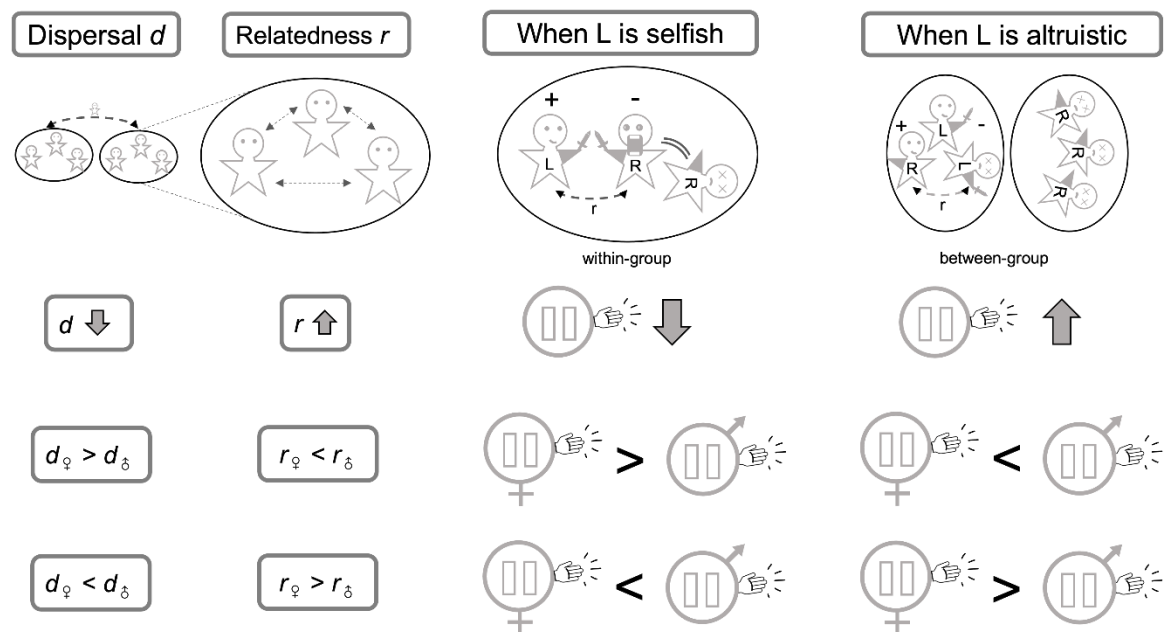 Dispersal d
Relatedness r
When L is selfish
When L is altruistic
+ -
L R R
r
within-group
+ -
L
R L
r
R
R
R
between-group
d
r
d♀ > d♂
r♀ < r♂
>
<
d♀ < d♂
r♀ > r♂
<
>